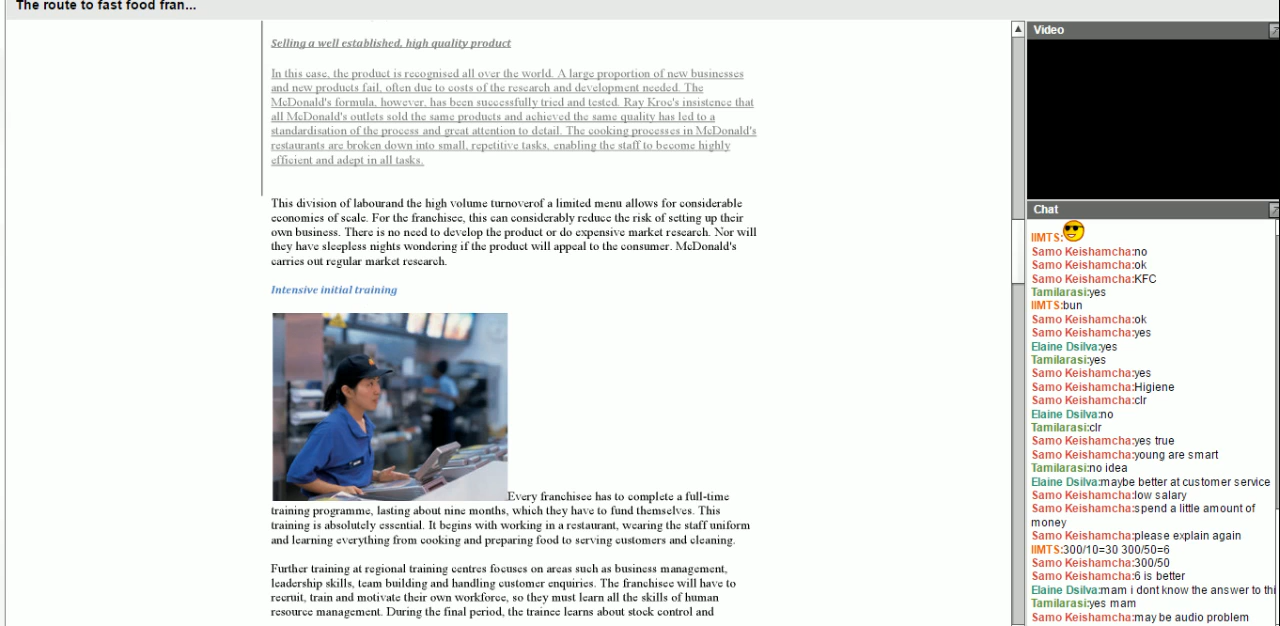 The route to fast food fran...
Selling a well established, high quality product
In this case, the product is recognised all over the world. A large proportion of new businesses
and new products fail, often due to costs of the research and development needed. The
McDonald's formula, however, has been successfully tried and tested. Ray Kroc's insistence that
all McDonald's outlets sold the same products and achieved the same quality has led to a
standardisation of the process and great attention to detail. The cooking processes in McDonald's
restaurants are broken down into small, repetitive tasks, enabling the staff to become highly
efficient and adept in all tasks.
This division of labourand the high volume turnoverof a limited menu allows for considerable
economies of scale. For the franchisee, this can considerably reduce the risk of setting up their
own business. There is no need to develop the product or do expensive market research. Nor will
they have sleepless nights wondering if the product will appeal to the consumer. McDonald's
carries out regular market research.
Intensive initial training
Every franchisee has to complete a full-time
training programme, lasting about nine months, which they have to fund themselves. This
training is absolutely essential. It begins with working in a restaurant, wearing the staff uniform
and learning everything from cooking and preparing food to serving customers and cleaning.
Further training at regional training centres focuses on areas such as business management,
leadership skills, team building and handling customer enquiries. The franchisee will have to
recruit, train and motivate their own workforce, so they must learn all the skills of human
resource management. During the final period, the trainee learns about stock control and
Video
Chat
IIMTS:
Samo Keishamcha:no
Samo Keishamcha:ok
Samo Keishamcha:KFC
Tamilarasi:yes
IIMTS:bun
Samo Keishamcha:ok
Samo Keishamcha:yes
Elaine Dsilva:yes
Tamilarasi:yes
Samo Keishamcha:yes
Samo Keishamcha:Higiene
Samo Keishamcha:clr
Elaine Dsilva:no
Tamilarasi:clr
Samo Keishamcha:yes true
Samo Keishamcha:young are smart
Tamilarasi:no idea
Elaine Dsilva:maybe better at customer service
Samo Keishamcha:low salary
Samo Keishamcha:spend a little amount of
money
Samo Keishamcha:please explain again
IIMTS:300/10=30 300/50=6
Samo Keishamcha:300/50
Samo Keishamcha:6 is better
Elaine Dsilva:mam i dont know the answer to thi
Tamilarasi:yes mam
Samo Keishamcha:may be audio problem